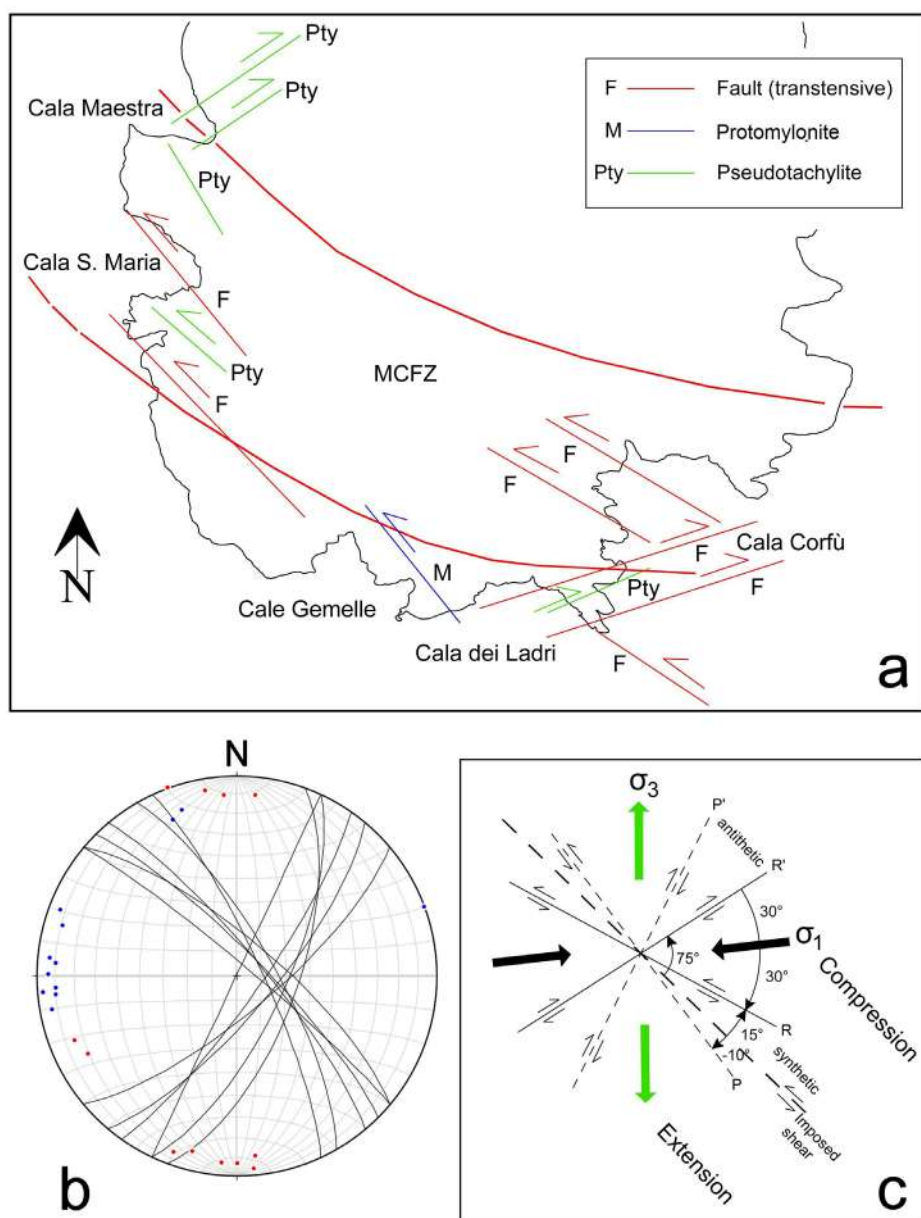 Pty
Pty
Cala Maestra
F Fault (transtensive)
M Protomylonite
Pty Pseudotachylite
Pty
Cala S. Maria
F
Pty
F
MCFZ
F
F
N
M
F
Cala Corfù
F
Pty
Cale Gemelle
Cala dei Ladri
F
a
N
b
σ3
P'
antithetic
R'
30°
σ1
75°
30°
Compression
R
15°
-10°
synthetic
P
Imposed
shear
Extension
c